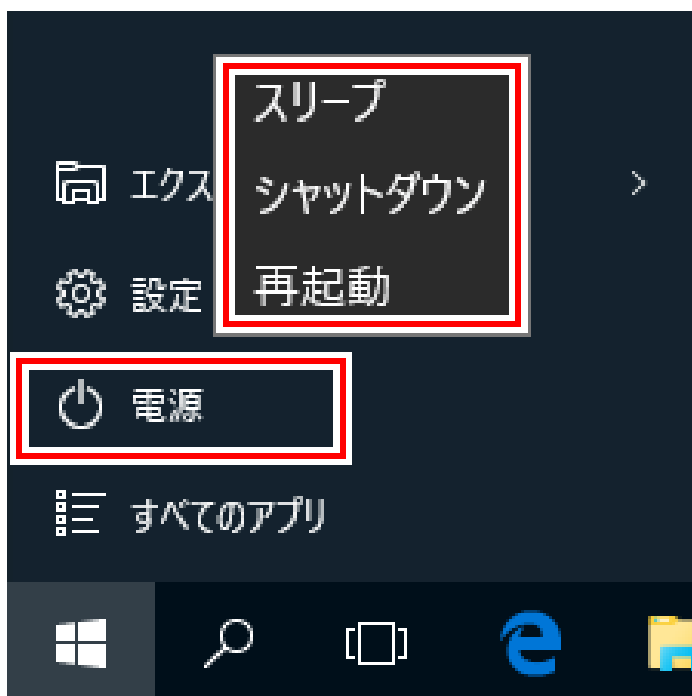 スリープ
シャットダウン
再起動
エクス
設定
電源
すべてのアプリ